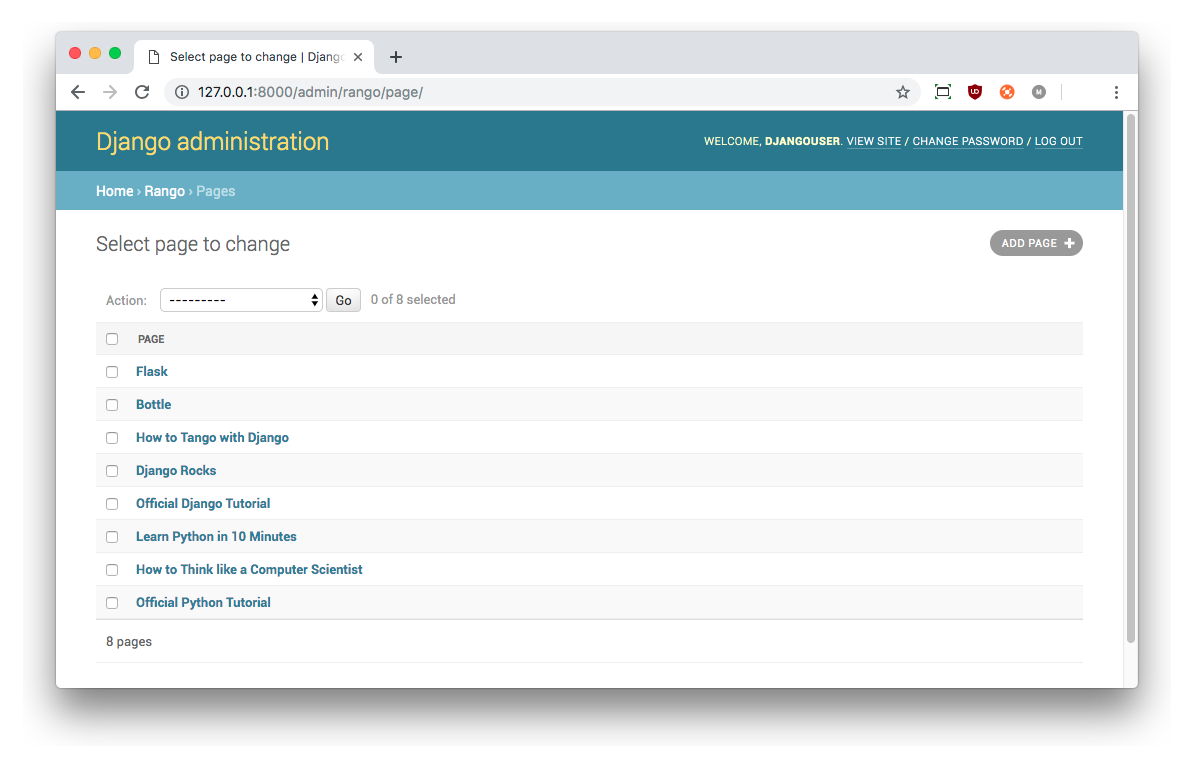 Select page to change | Djang
127.0.0.1:8000/admin/rango/page/
UD
M
Django administration
WELCOME, DJANGOUSER. VIEW SITE / CHANGE PASSWORD / LOG OUT
Home › Rango › Pages
Select page to change
ADD PAGE +
Action: --------- Go 0 of 8 selected
PAGE
Flask
Bottle
How to Tango with Django
Django Rocks
Official Django Tutorial
Learn Python in 10 Minutes
How to Think like a Computer Scientist
Official Python Tutorial
8 pages